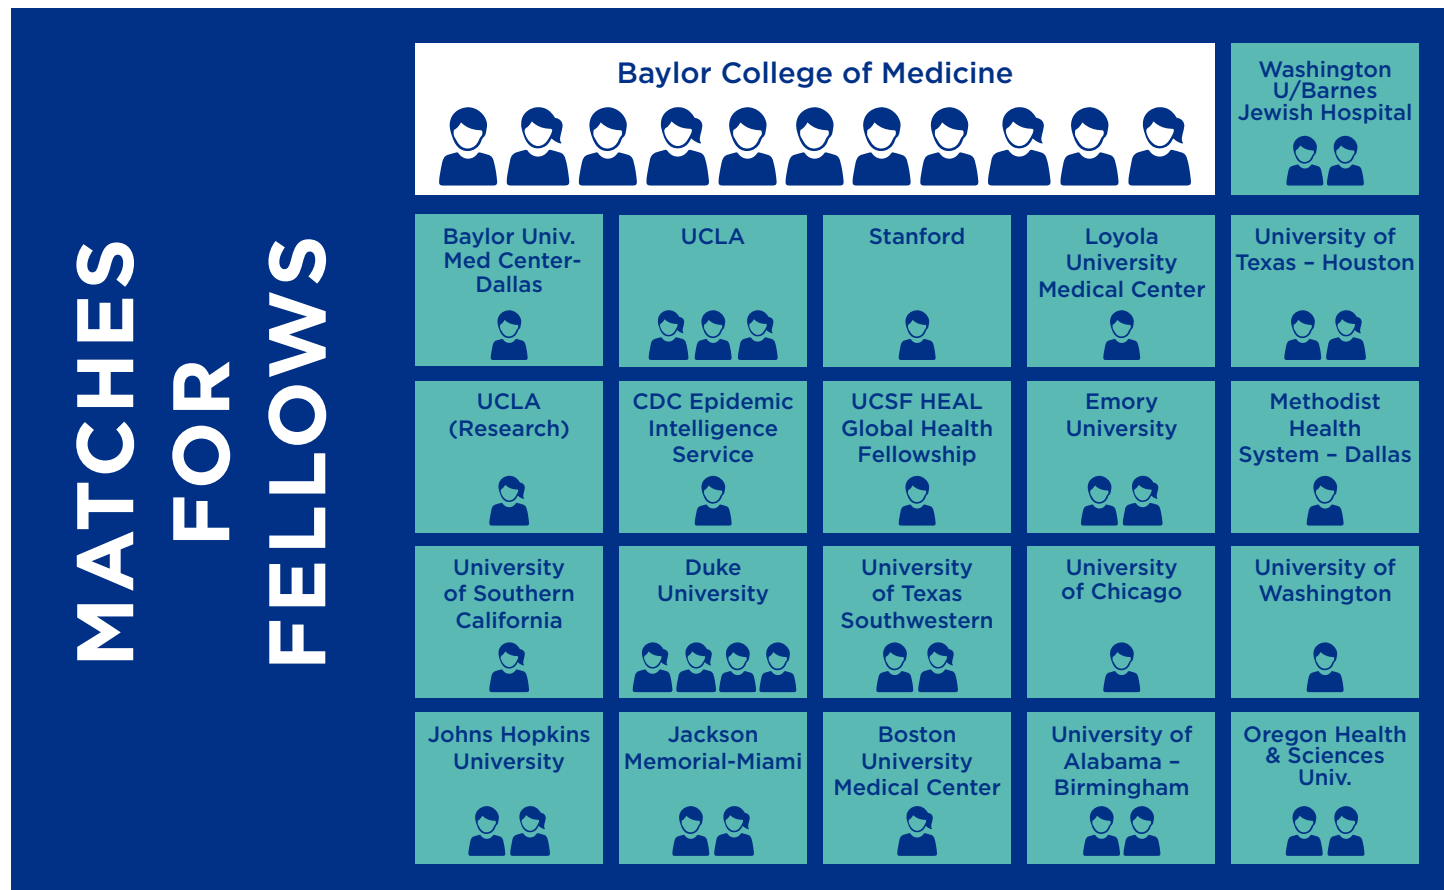 MATCHES
FOR
FELLOWS
Baylor College of Medicine
Washington
U/Barnes
Jewish Hospital
Baylor Univ.
Med Center-
Dallas
UCLA
Stanford
Loyola
University
Medical Center
University of
Texas – Houston
UCLA
(Research)
CDC Epidemic
Intelligence
Service
UCSF HEAL
Global Health
Fellowship
Emory
University
Methodist
Health
System – Dallas
University
of Southern
California
Duke
University
University
of Texas
Southwestern
University
of Chicago
University of
Washington
Johns Hopkins
University
Jackson
Memorial-Miami
Boston
University
Medical Center
University of
Alabama –
Birmingham
Oregon Health
& Sciences
Univ.